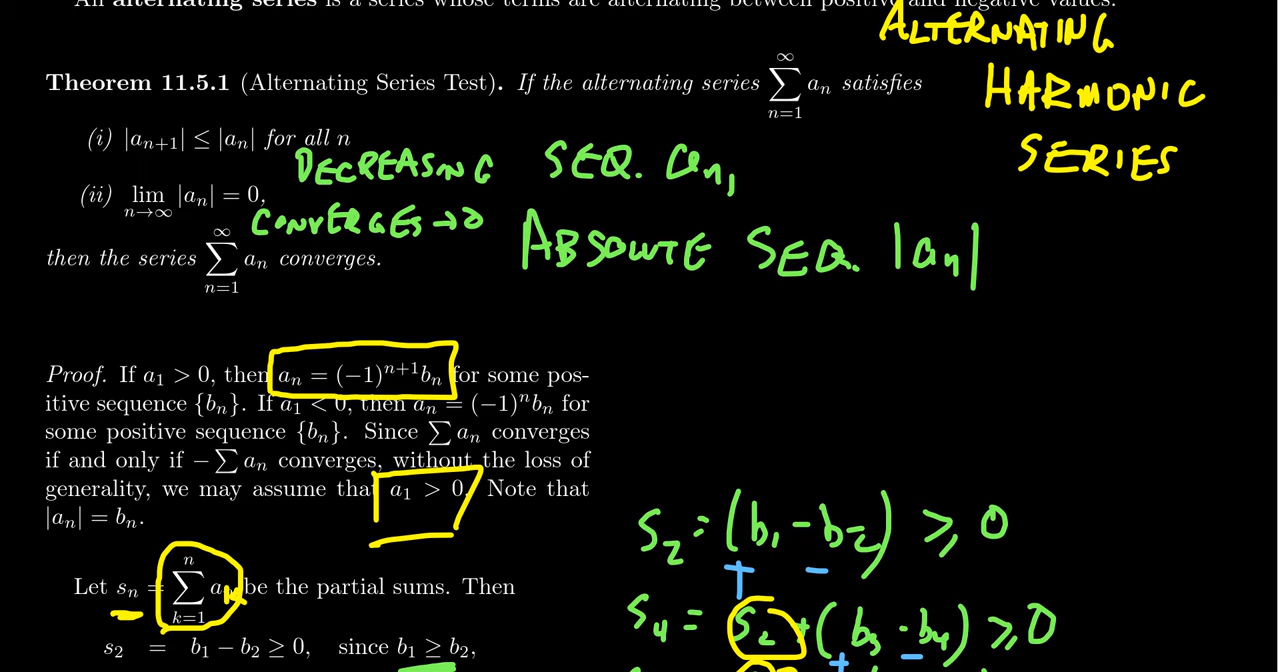 An alternating series is a series whose terms are alternating between positive and negative values.
ALTERNATING
HARMONIC
SERIES
Theorem 11.5.1 (Alternating Series Test). If the alternating series ∑_{n=1}^{∞} a_n satisfies
(i) |a_{n+1}| ≤ |a_n| for all n
DECREASING SEQ. a_n,
(ii) lim_{n→∞} |a_n| = 0,
CONVERGES → 0
ABSOLUTE SEQ. |a_n|
then the series ∑_{n=1}^{∞} a_n converges.
Proof. If a_1 > 0, then a_n = (−1)^{n+1} b_n for some pos-
itive sequence {b_n}. If a_1 < 0, then a_n = (−1)^n b_n for
some positive sequence {b_n}. Since ∑ a_n converges
if and only if − ∑ a_n converges, without the loss of
generality, we may assume that a_1 > 0. Note that
|a_n| = b_n.
S_2 = (b_1 − b_2) ≥ 0
+ −
Let s_n = ∑_{k=1}^{n} a_k be the partial sums. Then
S_4 = S_2 + (b_3 − b_4) ≥ 0
+ −
s_2 = b_1 − b_2 ≥ 0, since b_1 ≥ b_2,